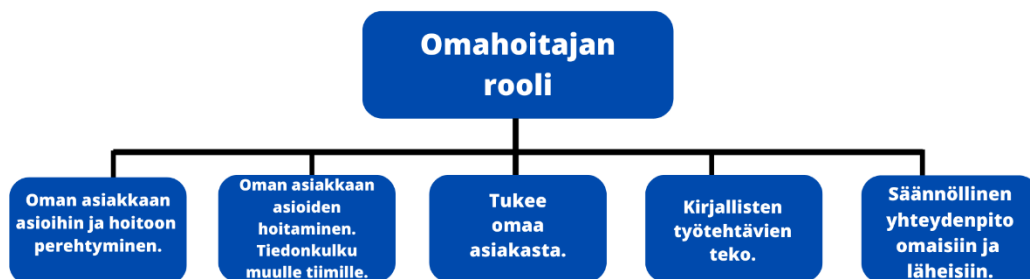 Omahoitajan
rooli
Oman asiakkaan
asioihin ja hoitoon
perehtyminen.
Oman asiakkaan
asioiden
hoitaminen.
Tiedonkulku
muulle tiimille.
Tukee
omaa
asiakasta.
Kirjallisten
työtehtävien
teko.
Säännöllinen
yhteydenpito
omaisiin ja
läheisiin.